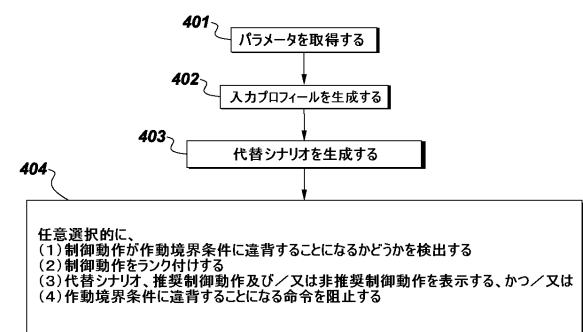 401
パラメータを取得する
402
入力プロフィールを生成する
403
代替シナリオを生成する
404
任意選択的に、
(1)制御動作が作動境界条件に違背することになるかどうかを検出する
(2)制御動作をランク付けする
(3)代替シナリオ、推奨制御動作及び/又は非推奨制御動作を表示する、かつ/又は
(4)作動境界条件に違背することになる命令を阻止する